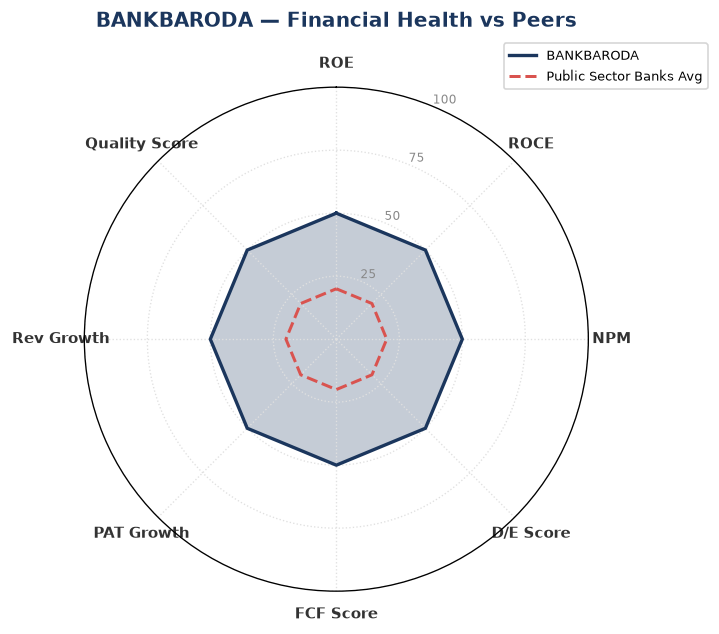 BANKBARODA — Financial Health vs Peers
BANKBARODA
Public Sector Banks Avg
ROE
100
Quality Score
ROCE
75
50
25
Rev Growth
NPM
PAT Growth
D/E Score
FCF Score